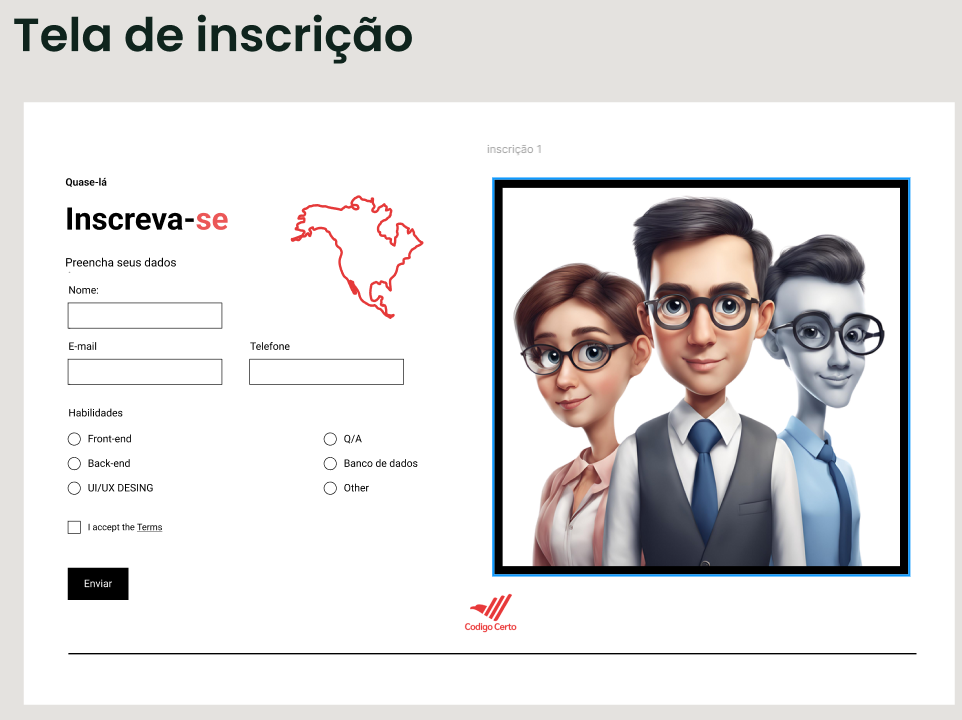 Tela de inscrição
inscrição 1
Quase-lá
Inscreva-se
Preencha seus dados
Nome:
E-mail
Telefone
Habilidades
Front-end
Q/A
Back-end
Banco de dados
UI/UX DESING
Other
I accept the Terms
Enviar
Codigo Certo